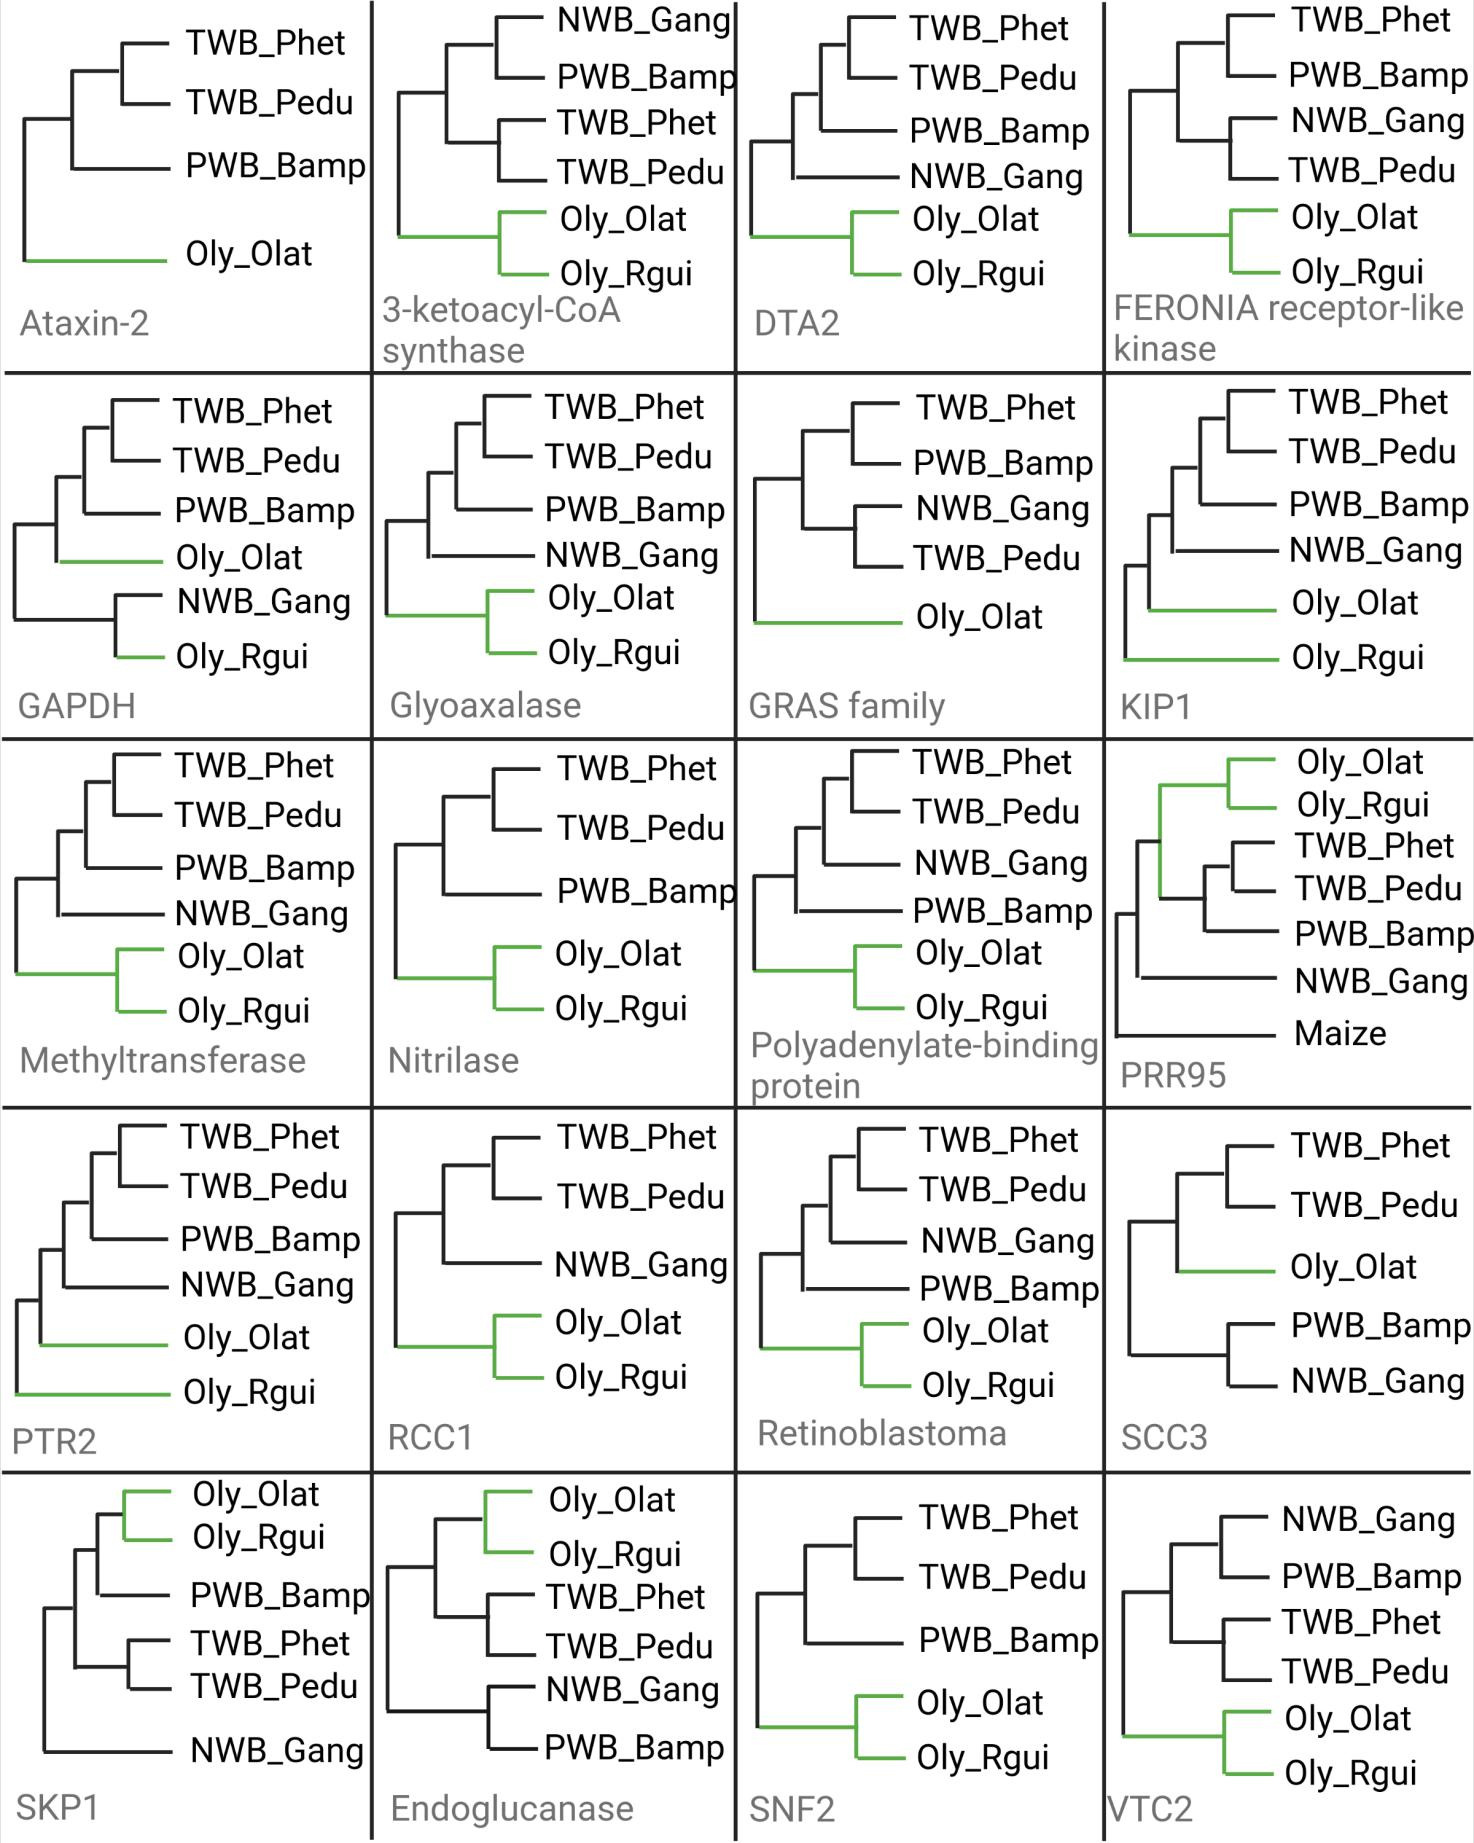 TWB_Phet
TWB_Pedu
PWB_Bamp
Oly_Olat
Ataxin-2
NWB_Gang
PWB_Bamp
TWB_Phet
TWB_Pedu
Oly_Olat
Oly_Rgui
3-ketoacyl-CoA
synthase
TWB_Phet
TWB_Pedu
PWB_Bamp
NWB_Gang
Oly_Olat
Oly_Rgui
DTA2
TWB_Phet
PWB_Bamp
NWB_Gang
TWB_Pedu
Oly_Olat
Oly_Rgui
FERONIA receptor-like
kinase
TWB_Phet
TWB_Pedu
PWB_Bamp
Oly_Olat
NWB_Gang
Oly_Rgui
GAPDH
TWB_Phet
TWB_Pedu
PWB_Bamp
NWB_Gang
Oly_Olat
Oly_Rgui
Glyoaxalase
TWB_Phet
PWB_Bamp
NWB_Gang
TWB_Pedu
Oly_Olat
GRAS family
TWB_Phet
TWB_Pedu
PWB_Bamp
NWB_Gang
Oly_Olat
Oly_Rgui
KIP1
TWB_Phet
TWB_Pedu
PWB_Bamp
NWB_Gang
Oly_Olat
Oly_Rgui
Methyltransferase
TWB_Phet
TWB_Pedu
PWB_Bamp
Oly_Olat
Oly_Rgui
Nitrilase
TWB_Phet
TWB_Pedu
NWB_Gang
PWB_Bamp
Oly_Olat
Oly_Rgui
Polyadenylate-binding
protein
Oly_Olat
Oly_Rgui
TWB_Phet
TWB_Pedu
PWB_Bamp
NWB_Gang
Maize
PRR95
TWB_Phet
TWB_Pedu
PWB_Bamp
NWB_Gang
Oly_Olat
Oly_Rgui
PTR2
TWB_Phet
TWB_Pedu
NWB_Gang
Oly_Olat
Oly_Rgui
RCC1
TWB_Phet
TWB_Pedu
NWB_Gang
PWB_Bamp
Oly_Olat
Oly_Rgui
Retinoblastoma
TWB_Phet
TWB_Pedu
Oly_Olat
PWB_Bamp
NWB_Gang
SCC3
Oly_Olat
Oly_Rgui
PWB_Bamp
TWB_Phet
TWB_Pedu
NWB_Gang
SKP1
Oly_Olat
Oly_Rgui
TWB_Phet
TWB_Pedu
NWB_Gang
PWB_Bamp
Endoglucanase
TWB_Phet
TWB_Pedu
PWB_Bamp
Oly_Olat
Oly_Rgui
SNF2
NWB_Gang
PWB_Bamp
TWB_Phet
TWB_Pedu
Oly_Olat
Oly_Rgui
VTC2